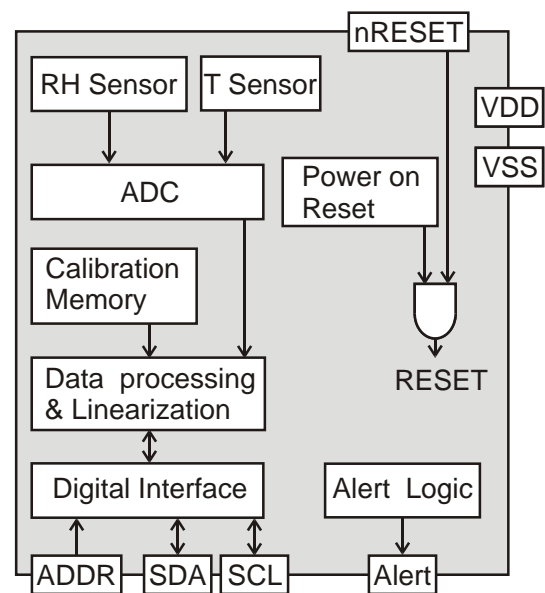 nRESET
RH Sensor
T Sensor
VDD
ADC
Power on
Reset
VSS
Calibration
Memory
Data processing
& Linearization
RESET
Digital Interface
Alert Logic
ADDR
SDA
SCL
Alert